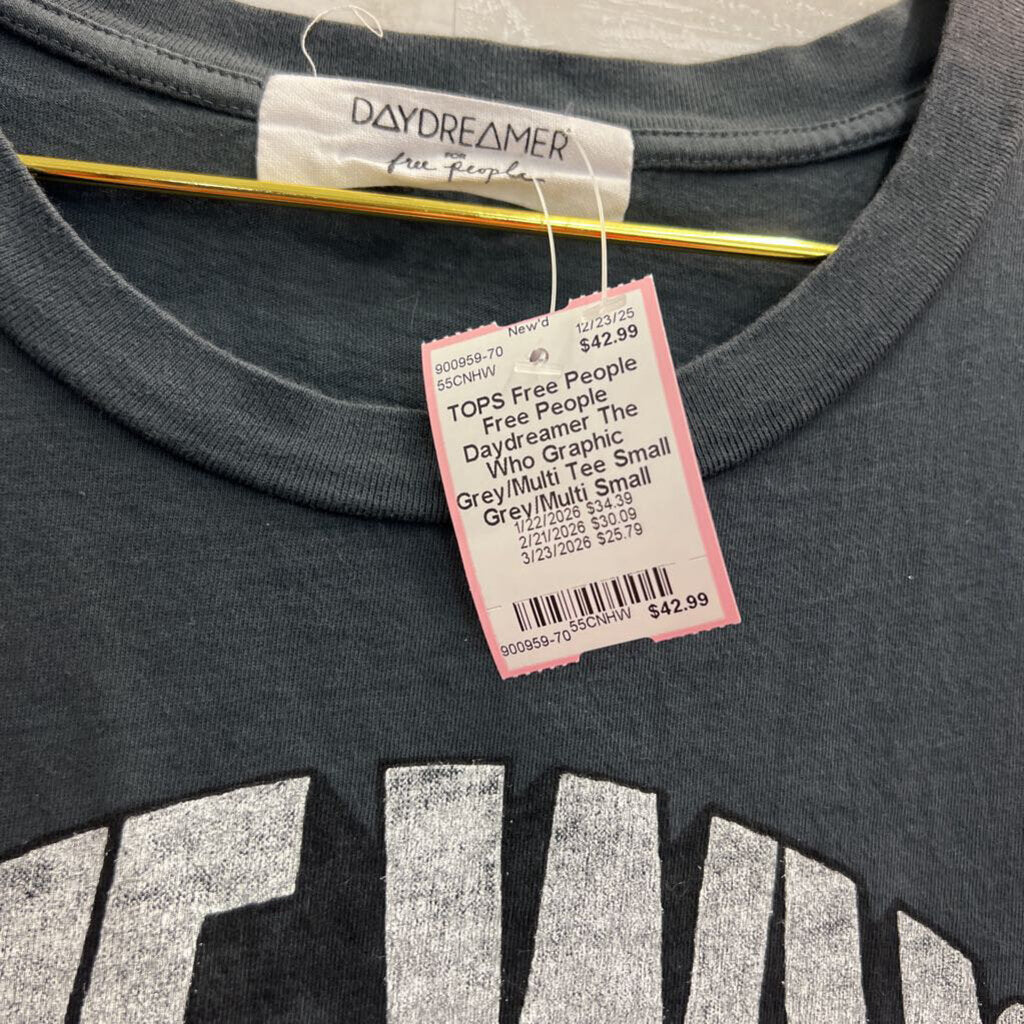 DAYDREAMER
FOR
free people
New'd 12/23/25
900959-70 $42.99
55CNHW
TOPS Free People
Free People
Daydreamer The
Who Graphic
Grey/Multi Tee Small
Grey/Multi Small
1/22/2026 $34.39
2/21/2026 $30.09
3/23/2026 $25.79
900959-70 55CNHW $42.99